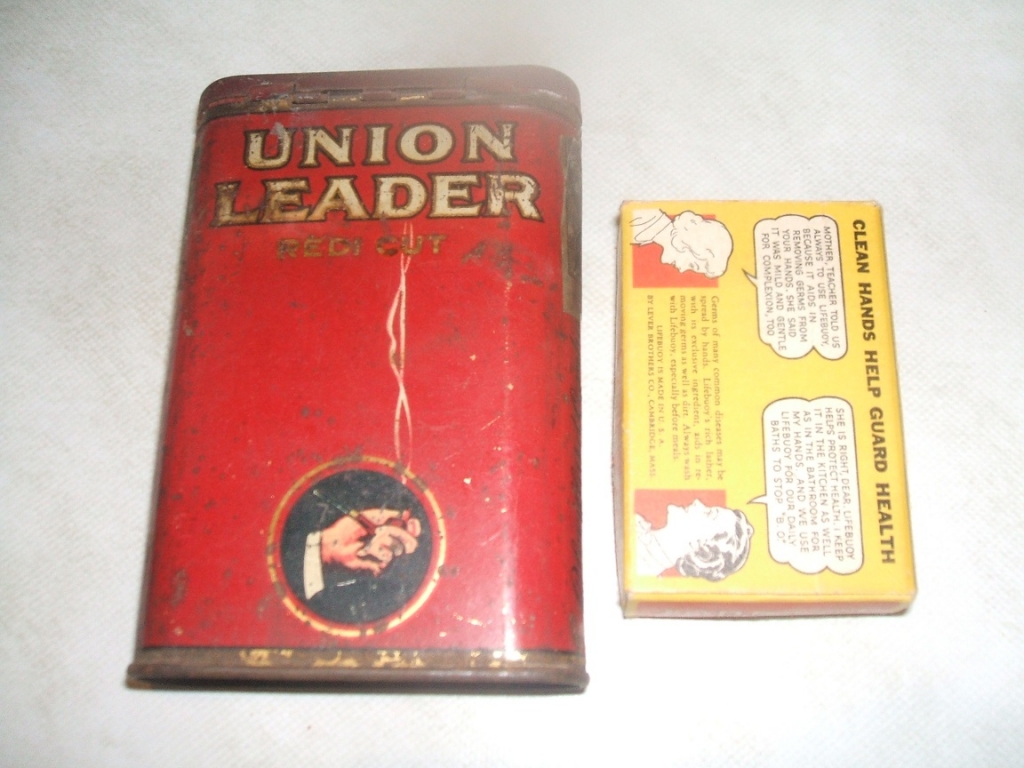 UNION
LEADER
REDI CUT
CLEAN HANDS HELP GUARD HEALTH
MOTHER, TEACHER TOLD US
ALWAYS TO USE LIFEBUOY,
BECAUSE IT AIDS IN
REMOVING GERMS FROM
YOUR HANDS. SHE SAID
IT WAS MILD AND GENTLE
FOR COMPLEXION, TOO
SHE IS RIGHT, DEAR. LIFEBUOY
HELPS PROTECT HEALTH. I KEEP
IT IN THE KITCHEN AS WELL
AS IN THE BATHROOM FOR
MY HANDS. AND WE USE
LIFEBUOY FOR OUR DAILY
BATHS TO STOP "B.O."
Germs of many common diseases may be
spread by hands. Lifebuoy's rich lather,
with its exclusive ingredient, aids in re-
moving germs as well as dirt. Always wash
with Lifebuoy, especially before meals.
LIFEBUOY IS MADE IN U.S.A.
BY LEVER BROTHERS CO., CAMBRIDGE, MASS.